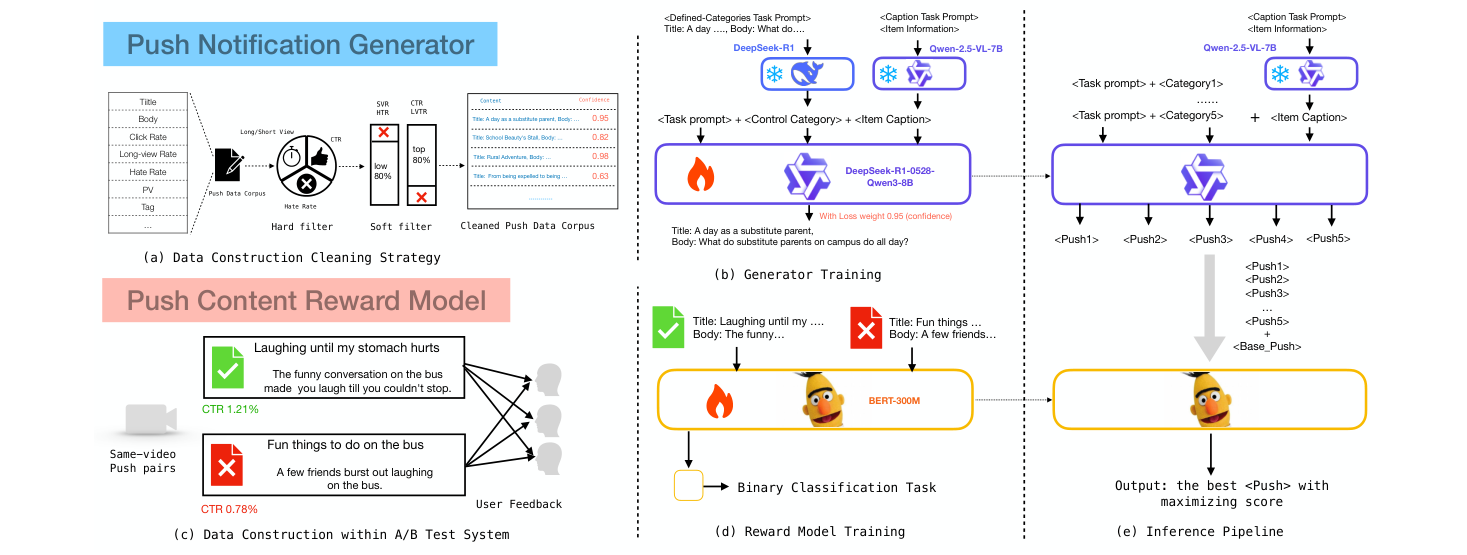 Push Notification Generator
Tiitle
Body
Click Rate
Long-view Rate
Hate Rate
PV
Tag
...
Push Data Corpus
Long/Short View
CTR
Hate Rate
Hard filter
SVR
HTR
CTR
LVTR
low
80%
top
80%
Soft filter
Content Confidence
Title: A day as a substitute parent, Body: ... 0.95
Title: School Beauty's Stall, Body: ... 0.82
Title: Rural Adventure, Body: ... 0.98
Title: From being expelled to being ... 0.63
............
Cleaned Push Data Corpus
(a) Data Construction Cleaning Strategy
Push Content Reward Model
Laughing until my stomach hurts
The funny conversation on the bus
made you laugh till you couldn't stop.
CTR 1.21%
Same-video
Push pairs
Fun things to do on the bus
A few friends burst out laughing
on the bus.
CTR 0.78%
User Feedback
(c) Data Construction within A/B Test System
<Defined-Categories Task Prompt>
Title: A day ...., Body: What do....
DeepSeek-R1
<Caption Task Prompt>
<Item Information>
Qwen-2.5-VL-7B
<Task prompt> + <Control Category> + <Item Caption>
DeepSeek-R1-0528-
Qwen3-8B
With Loss weight 0.95 (confidence)
Title: A day as a substitute parent,
Body: What do substitute parents on campus do all day?
(b) Generator Training
Title: Laughing until my ....
Body: The funny...
Title: Fun things ...
Body: A few friends...
BERT-300M
Binary Classification Task
(d) Reward Model Training
<Caption Task Prompt>
<Item Information>
Qwen-2.5-VL-7B
<Task prompt> + <Category1>
......
<Task prompt> + <Category5> + <Item Caption>
<Push1> <Push2> <Push3> <Push4> <Push5>
<Push1>
<Push2>
<Push3>
...
<Push5>
+
<Base_Push>
Output: the best <Push> with
maximizing score
(e) Inference Pipeline